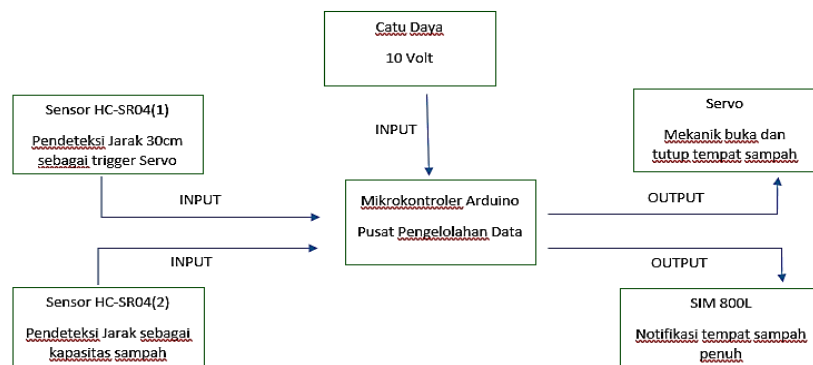 Catu Daya
10 Volt
INPUT
Sensor HC-SR04(1)
Pendeteksi Jarak 30cm
sebagai trigger Servo
INPUT
Servo
Mekanik buka dan
tutup tempat sampah
OUTPUT
Mikrokontroler Arduino
Pusat Pengelolahan Data
INPUT
Sensor HC-SR04(2)
Pendeteksi Jarak sebagai
kapasitas sampah
OUTPUT
SIM 800L
Notifikasi tempat sampah
penuh